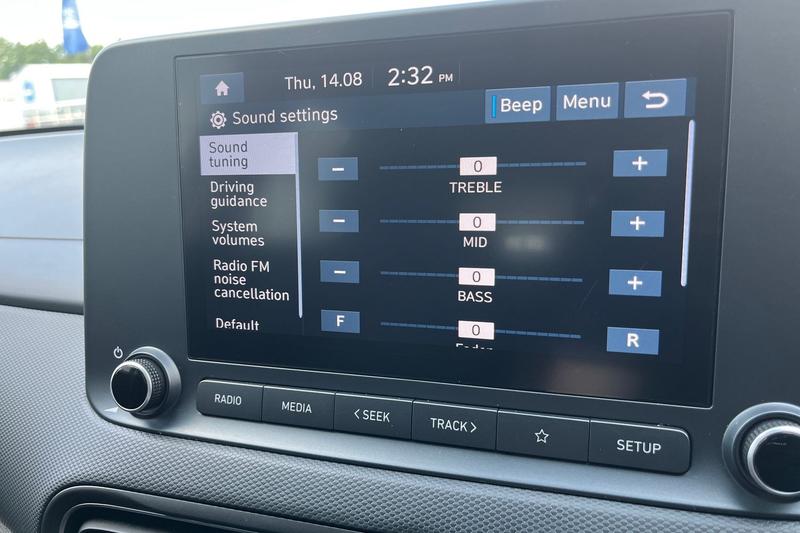 Thu, 14.08
2:32 PM
Sound settings
Beep
Menu
Sound
tuning
Driving
guidance
System
volumes
Radio FM
noise
cancellation
Default
− 0 +
TREBLE
− 0 +
MID
− 0 +
BASS
F 0 R
Fader
RADIO
MEDIA
<SEEK
TRACK>
SETUP